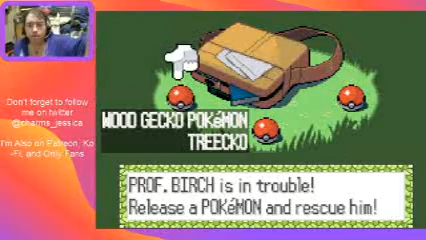 Don't forget to follow
me on twitter
@charms_jessica
I'm Also on Patreon, Ko
-Fi, and Only Fans
WOOD GECKO POKéMON
TREECKO
PROF. BIRCH is in trouble!
Release a POKéMON and rescue him!